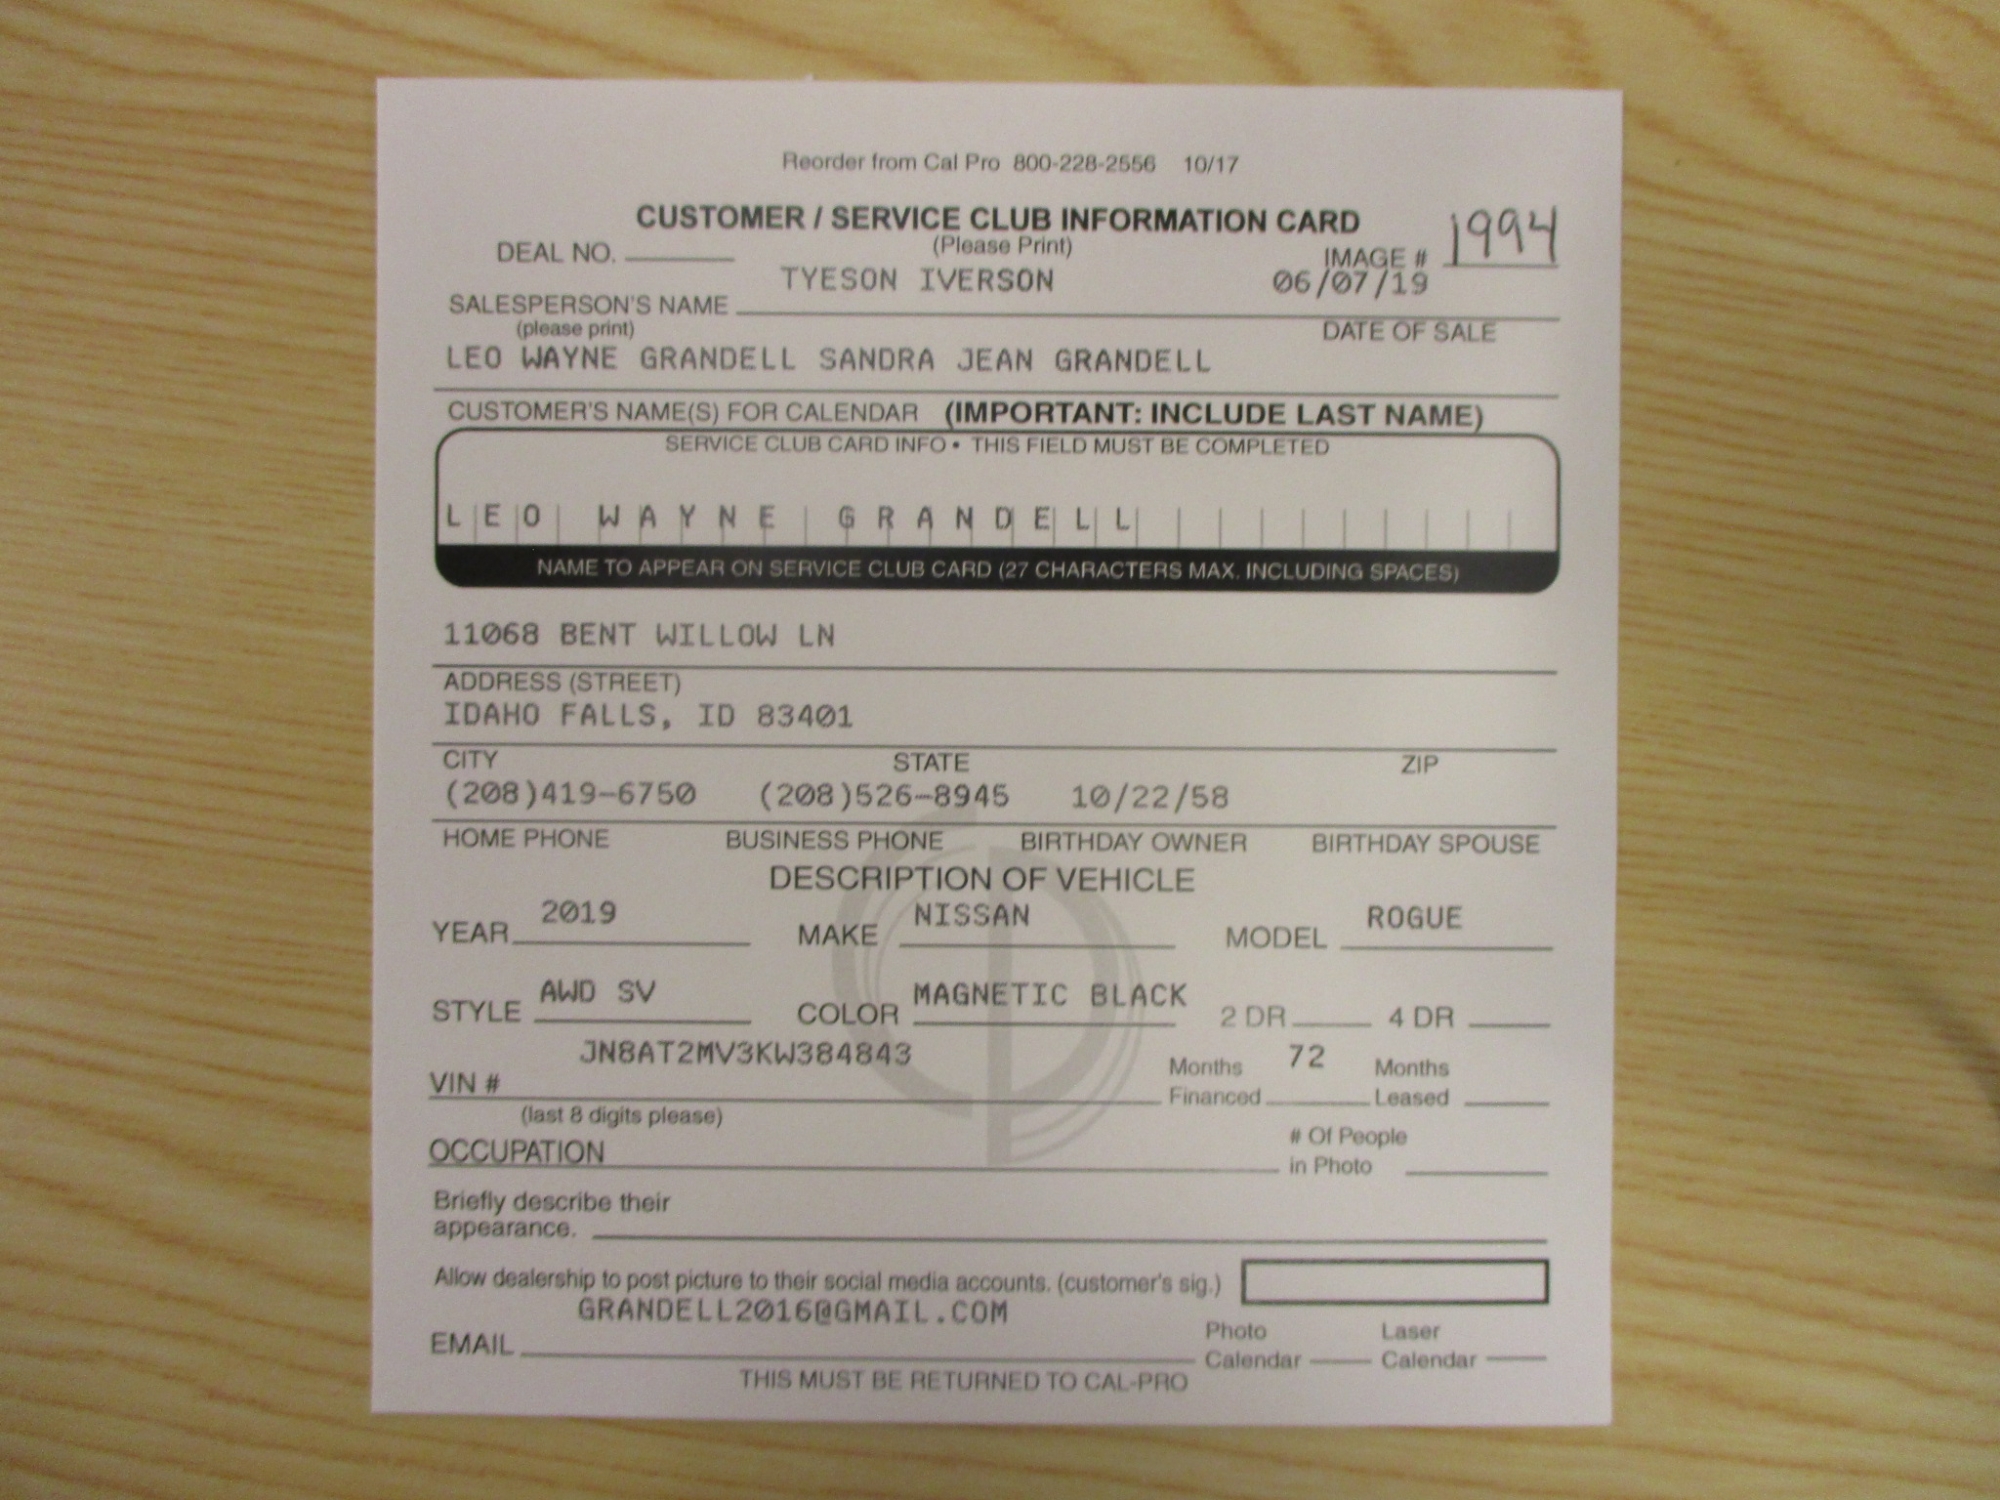 Reorder from Cal Pro 800-228-2556 10/17
CUSTOMER / SERVICE CLUB INFORMATION CARD
DEAL NO. (Please Print) IMAGE # 1994
TYESON IVERSON 06/07/19
SALESPERSON'S NAME
(please print) DATE OF SALE
LEO WAYNE GRANDELL SANDRA JEAN GRANDELL
CUSTOMER'S NAME(S) FOR CALENDAR (IMPORTANT: INCLUDE LAST NAME)
SERVICE CLUB CARD INFO • THIS FIELD MUST BE COMPLETED
LEO WAYNE GRANDELL
NAME TO APPEAR ON SERVICE CLUB CARD (27 CHARACTERS MAX. INCLUDING SPACES)
11068 BENT WILLOW LN
ADDRESS (STREET)
IDAHO FALLS, ID 83401
CITY STATE ZIP
(208)419-6750 (208)526-8945 10/22/58
HOME PHONE BUSINESS PHONE BIRTHDAY OWNER BIRTHDAY SPOUSE
DESCRIPTION OF VEHICLE
YEAR 2019 MAKE NISSAN MODEL ROGUE
STYLE AWD SV COLOR MAGNETIC BLACK 2 DR 4 DR
JN8AT2MV3KW384843 Months 72 Months
VIN # Financed Leased
(last 8 digits please)
OCCUPATION # Of People
in Photo
Briefly describe their
appearance.
Allow dealership to post picture to their social media accounts. (customer's sig.)
GRANDELL2016@GMAIL.COM
EMAIL Photo Laser
Calendar Calendar
THIS MUST BE RETURNED TO CAL-PRO